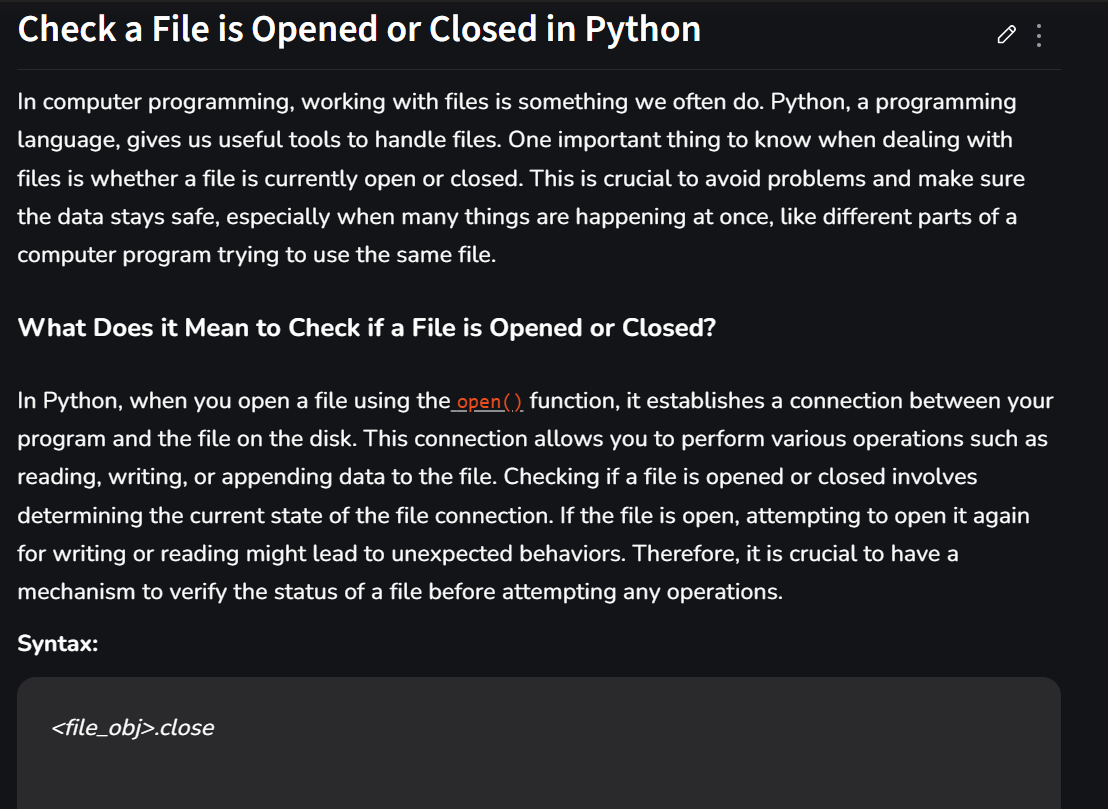 Check a File is Opened or Closed in Python
In computer programming, working with files is something we often do. Python, a programming
language, gives us useful tools to handle files. One important thing to know when dealing with
files is whether a file is currently open or closed. This is crucial to avoid problems and make sure
the data stays safe, especially when many things are happening at once, like different parts of a
computer program trying to use the same file.
What Does it Mean to Check if a File is Opened or Closed?
In Python, when you open a file using the open() function, it establishes a connection between your
program and the file on the disk. This connection allows you to perform various operations such as
reading, writing, or appending data to the file. Checking if a file is opened or closed involves
determining the current state of the file connection. If the file is open, attempting to open it again
for writing or reading might lead to unexpected behaviors. Therefore, it is crucial to have a
mechanism to verify the status of a file before attempting any operations.
Syntax:
<file_obj>.close